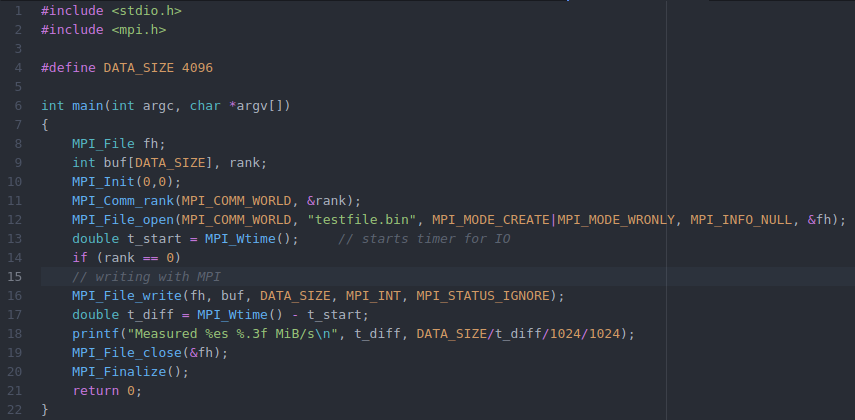 1 #include <stdio.h>
2 #include <mpi.h>
3
4 #define DATA_SIZE 4096
5
6 int main(int argc, char *argv[])
7 {
8     MPI_File fh;
9     int buf[DATA_SIZE], rank;
10     MPI_Init(0,0);
11     MPI_Comm_rank(MPI_COMM_WORLD, &rank);
12     MPI_File_open(MPI_COMM_WORLD, "testfile.bin", MPI_MODE_CREATE|MPI_MODE_WRONLY, MPI_INFO_NULL, &fh);
13     double t_start = MPI_Wtime();     // starts timer for IO
14     if (rank == 0)
15     // writing with MPI
16     MPI_File_write(fh, buf, DATA_SIZE, MPI_INT, MPI_STATUS_IGNORE);
17     double t_diff = MPI_Wtime() - t_start;
18     printf("Measured %es %.3f MiB/s\n", t_diff, DATA_SIZE/t_diff/1024/1024);
19     MPI_File_close(&fh);
20     MPI_Finalize();
21     return 0;
22 }